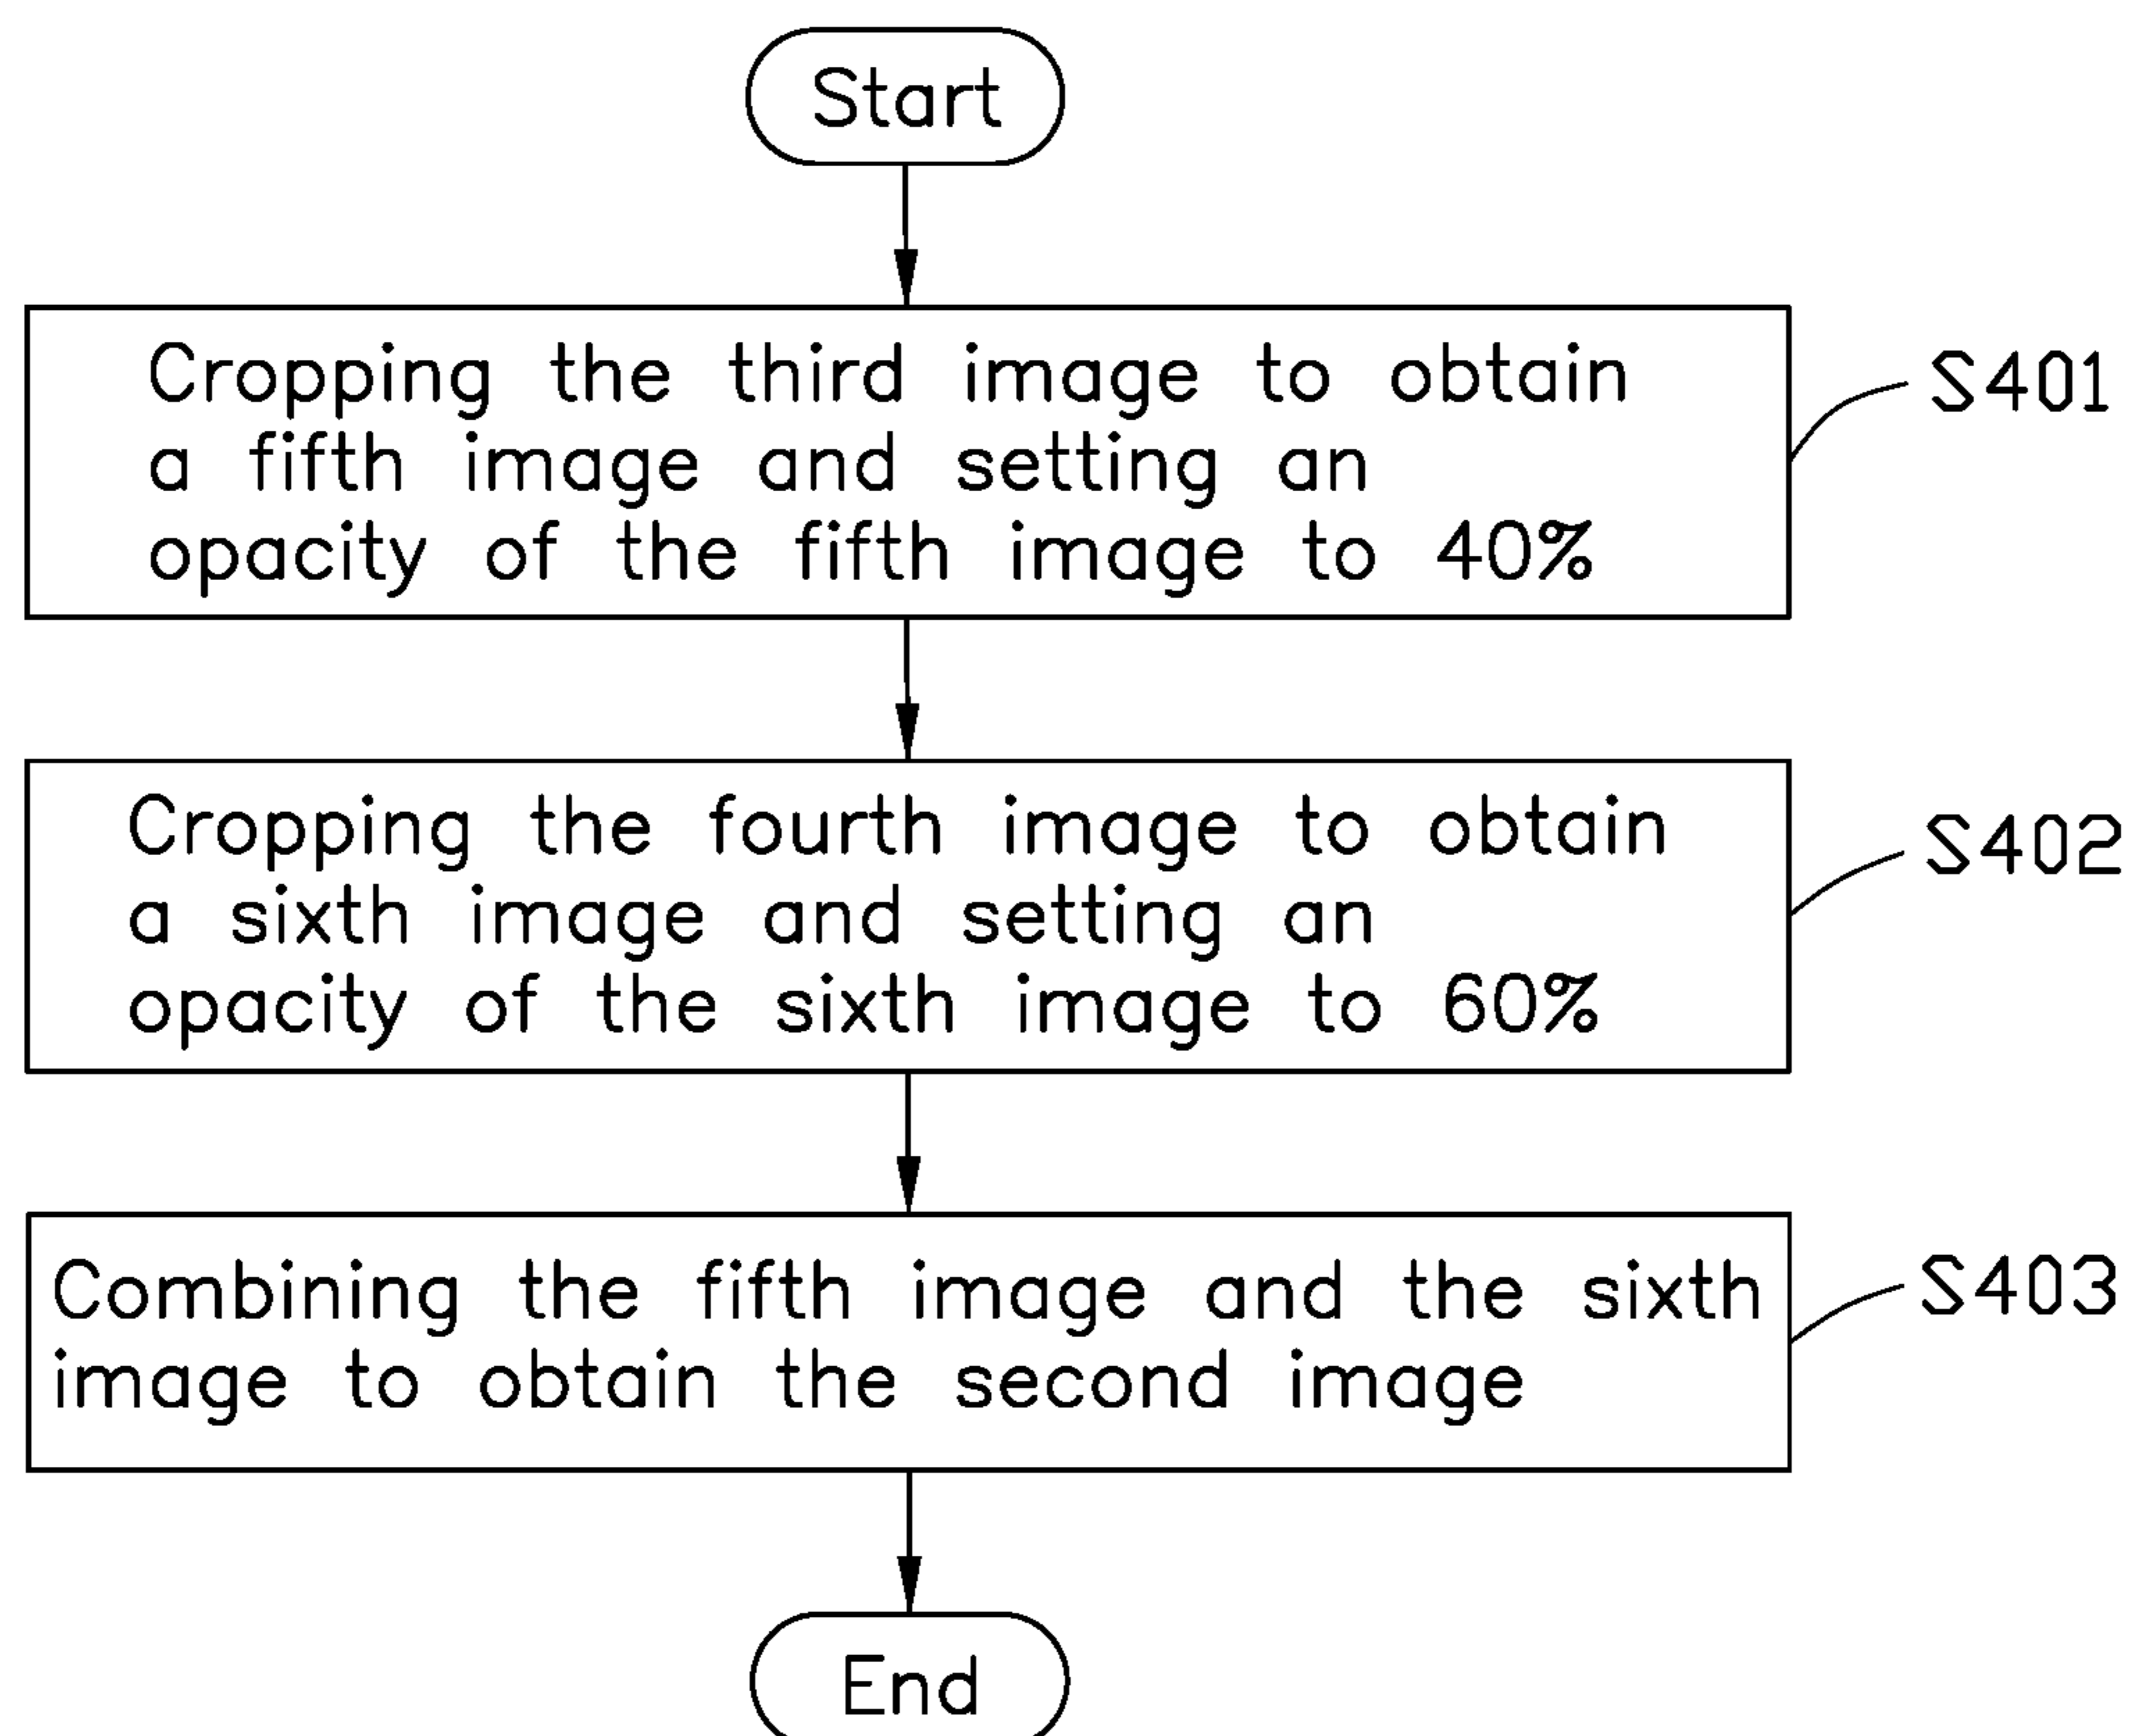 Start
Cropping the third image to obtain
a fifth image and setting an
opacity of the fifth image to 40%
S401
Cropping the fourth image to obtain
a sixth image and setting an
opacity of the sixth image to 60%
S402
Combining the fifth image and the sixth
image to obtain the second image
S403
End